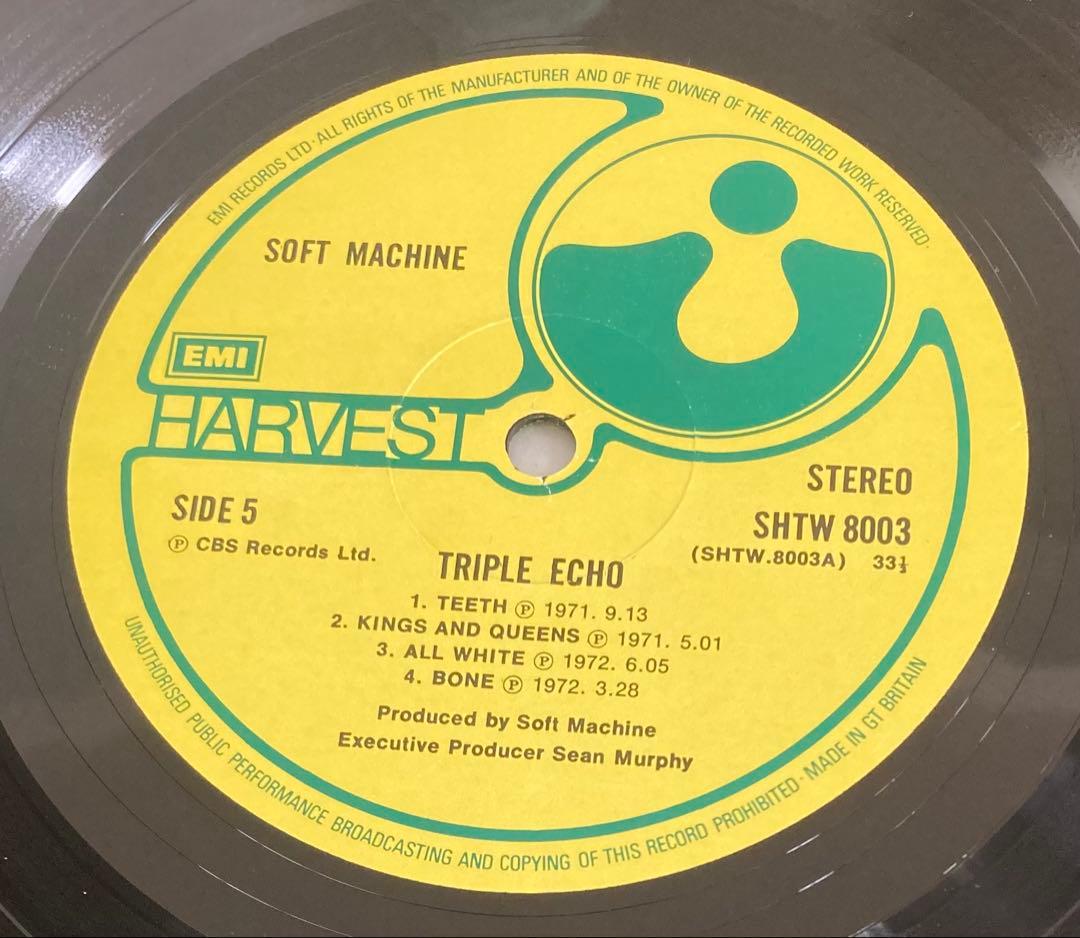 EMI RECORDS LTD · ALL RIGHTS OF THE MANUFACTURER AND OF THE OWNER OF THE RECORDED WORK RESERVED ·
SOFT MACHINE
EMI
HARVEST
STEREO
SIDE 5
SHTW 8003
℗ CBS Records Ltd.
(SHTW.8003A) 33⅓
TRIPLE ECHO
1. TEETH ℗ 1971. 9.13
2. KINGS AND QUEENS ℗ 1971. 5.01
3. ALL WHITE ℗ 1972. 6.05
4. BONE ℗ 1972. 3.28
Produced by Soft Machine
Executive Producer Sean Murphy
UNAUTHORISED PUBLIC PERFORMANCE BROADCASTING AND COPYING OF THIS RECORD PROHIBITED · MADE IN GT BRITAIN